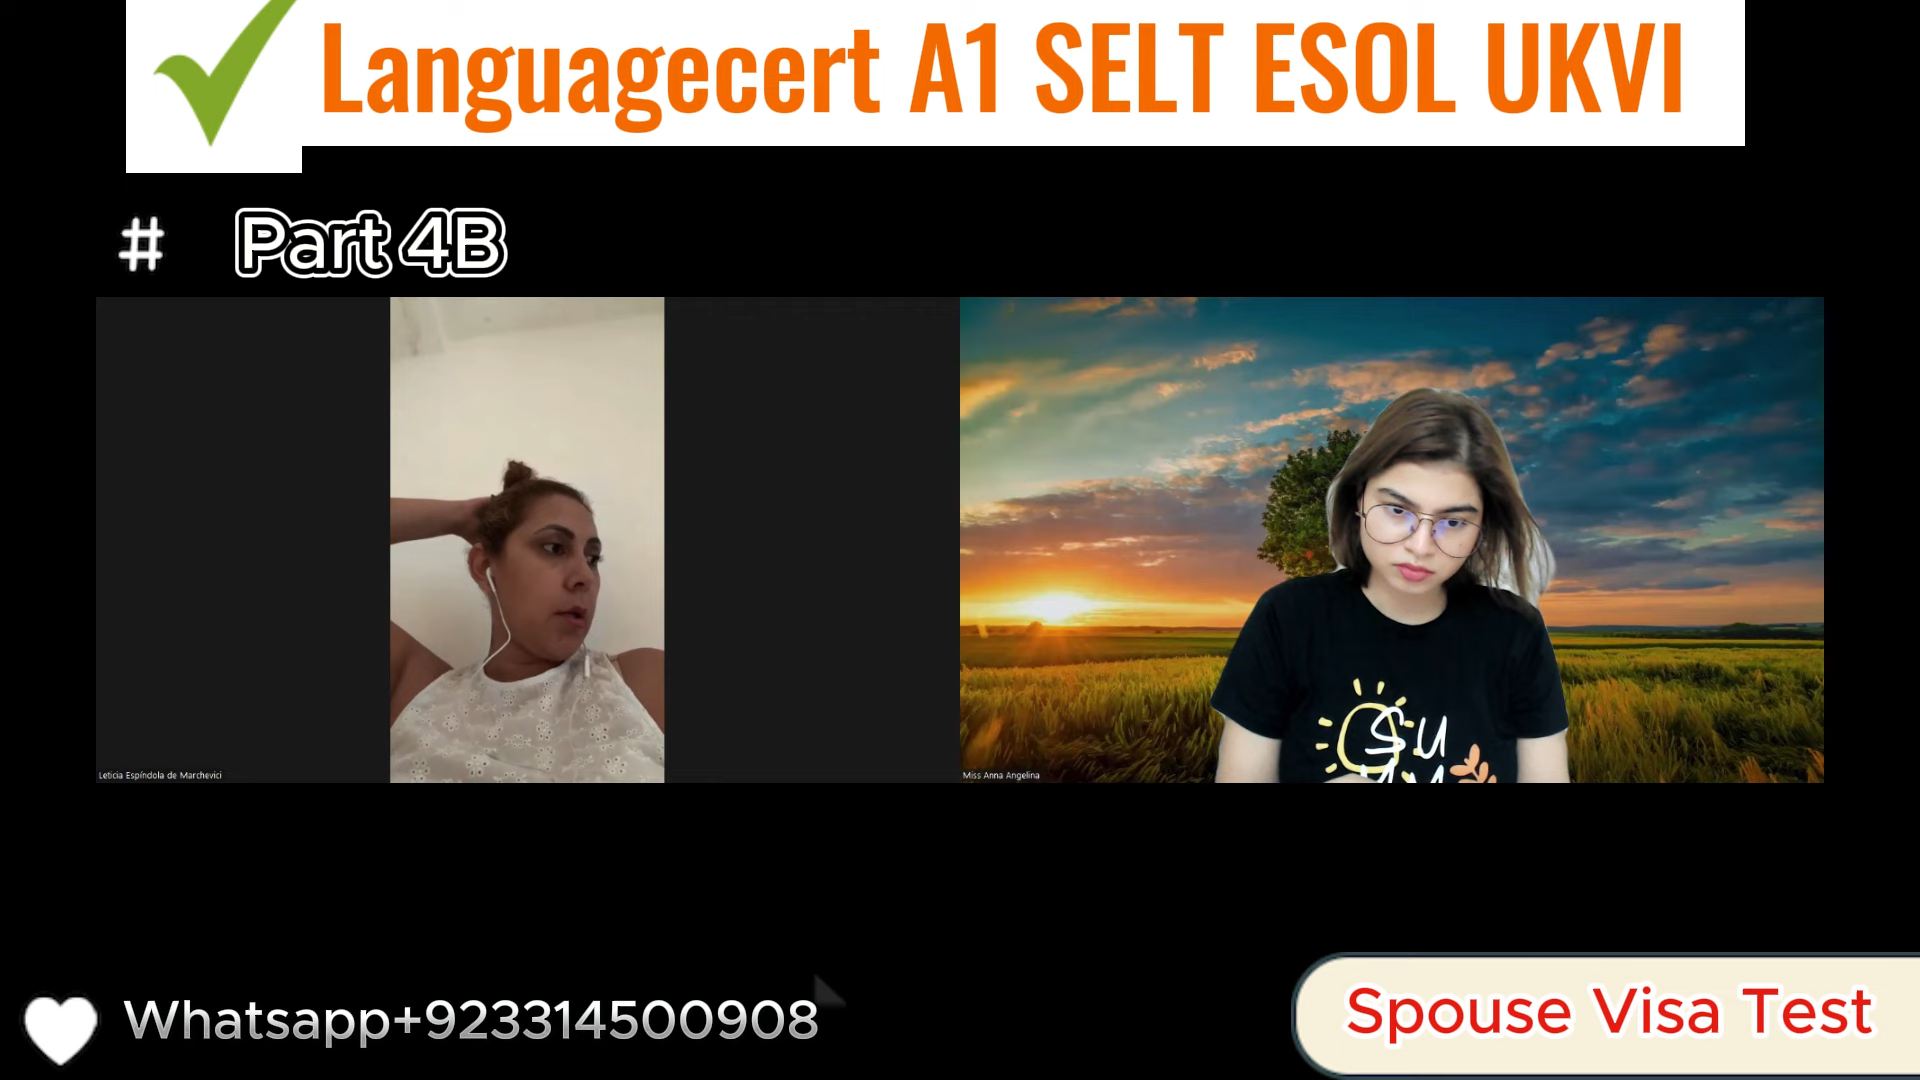 Languagecert A1 SELT ESOL UKVI
# Part 4B
Leticia Espíndola de Marchevici
Miss Anna Angelina
SU
Whatsapp+923314500908
Spouse Visa Test